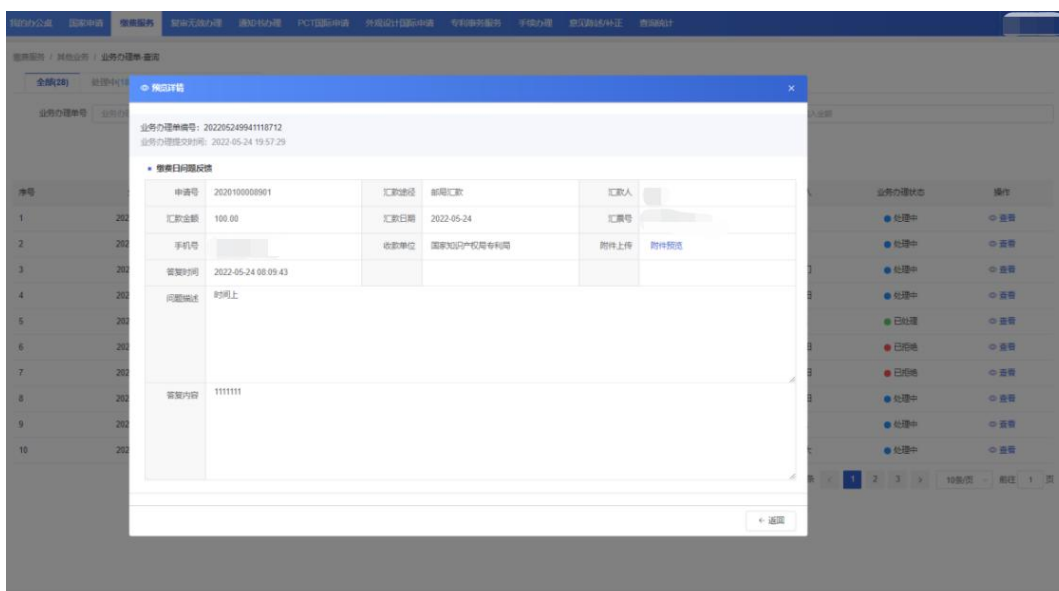 我的办公桌 国家申请 缴费服务 复审无效办理 通知书办理 PCT国际申请 外观设计国际申请 专利事务服务 手续办理 意见陈述/补正 查询统计
缴费服务 / 其他业务 / 业务办理单-查询
全部(28) 处理中(18
业务办理单号
预览详情
业务办理单编号: 202205249941118712
业务办理提交时间: 2022-05-24 19:57:29
缴费日问题反馈
序号 业务办理状态 操作
申请号 2020100008901 汇款途径 邮局汇款 汇款人
1 202 汇款金额 100.00 汇款日期 2022-05-24 汇票号 处理中 查看
2 202 手机号 收款单位 国家知识产权局专利局 附件上传 附件预览 处理中 查看
3 202 答复时间 2022-05-24 08:09:43 处理中 查看
4 202 问题描述 时间上 处理中 查看
5 202 已处理 查看
6 202 已拒绝 查看
7 202 已拒绝 查看
8 202 答复内容 1111111 处理中 查看
9 202 处理中 查看
10 202 处理中 查看
1 2 3 10条/页 前往 1 页
返回